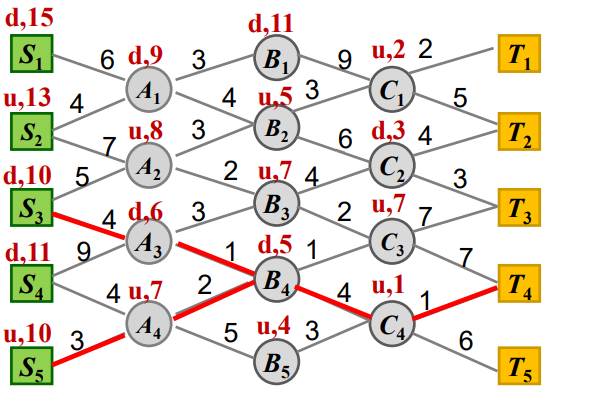 d,15
S1
6
d,9
3
d,11
B1
9
u,2
2
T1
u,13
S2
4
A1
4
u,5
3
C1
5
7
u,8
3
B2
6
d,3
4
T2
d,10
S3
5
A2
2
u,7
4
C2
3
4
d,6
3
B3
2
u,7
7
T3
d,11
S4
9
A3
1
d,5
1
C3
7
4
u,7
2
B4
4
u,1
1
T4
u,10
S5
3
A4
5
u,4
B5
3
C4
6
T5